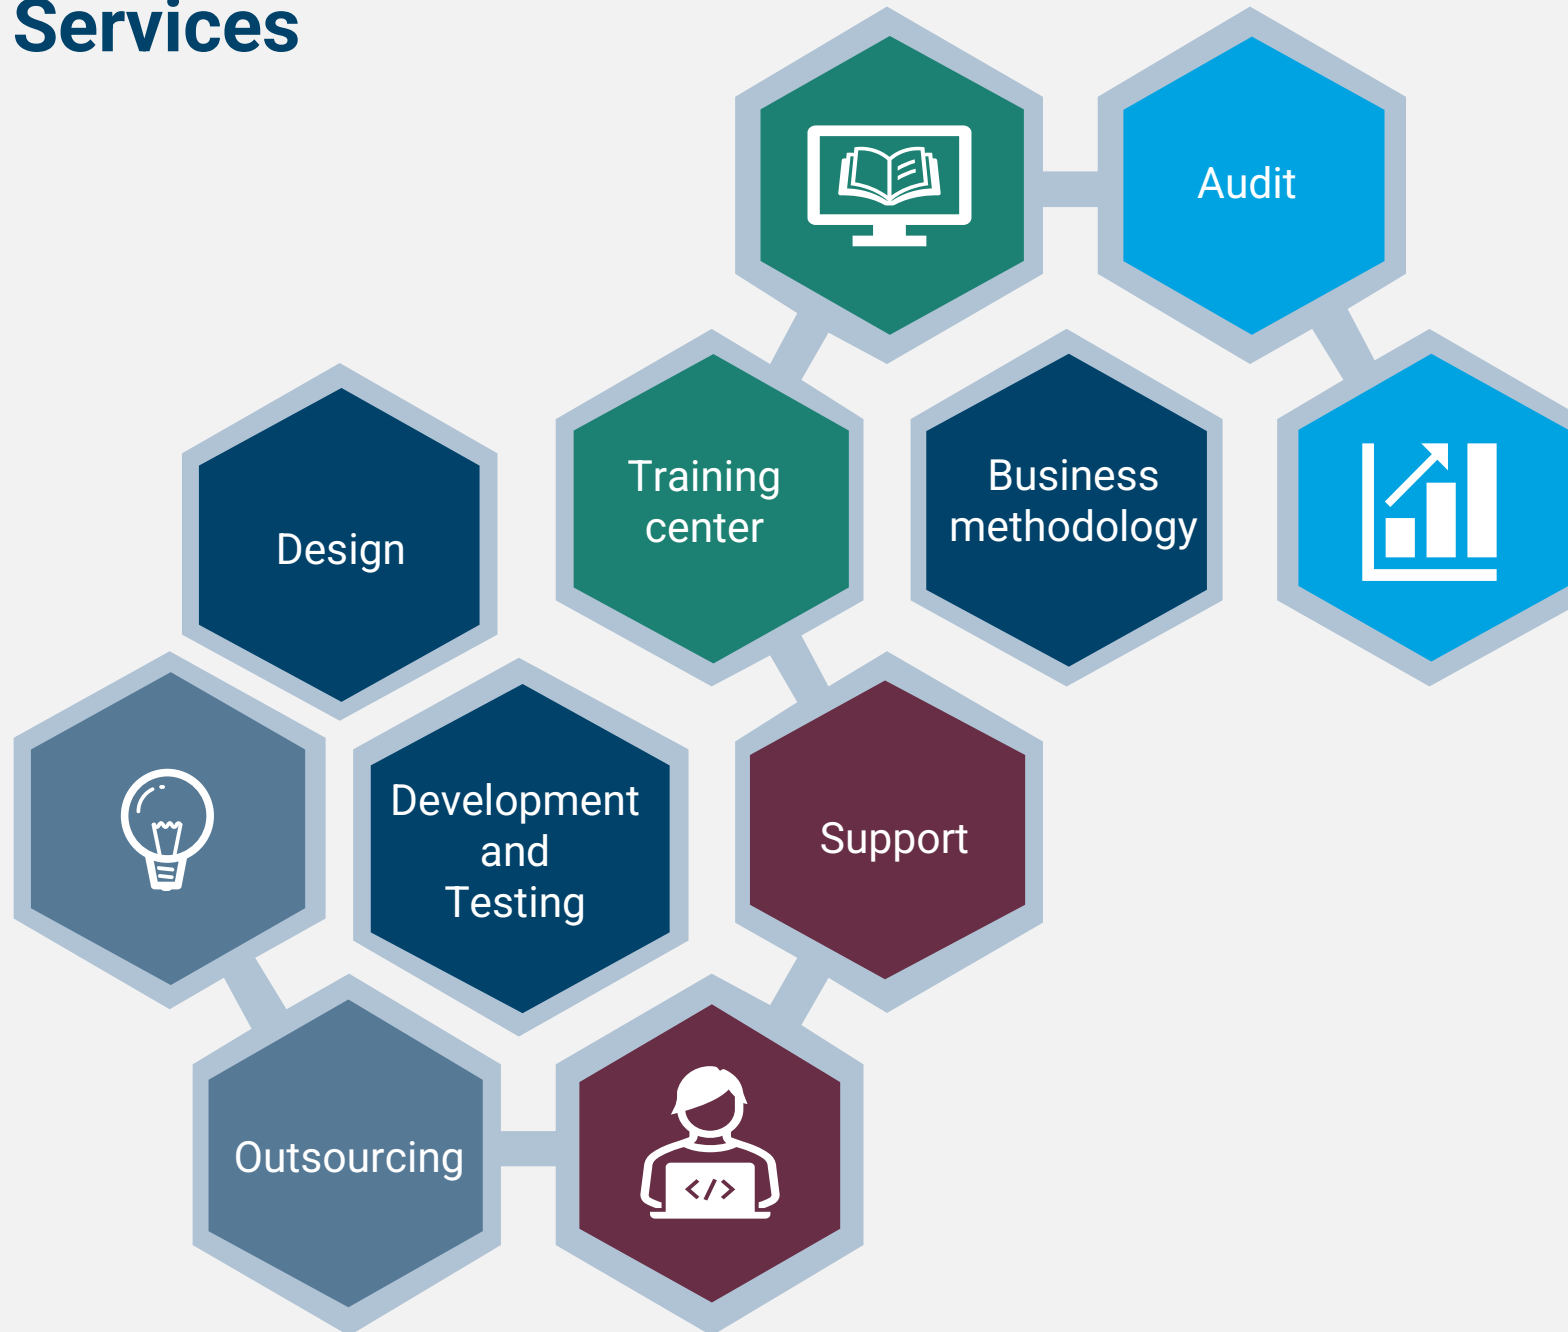 Services
Audit
Training
center
Business
methodology
Design
Development
and
Testing
Support
Outsourcing
</>